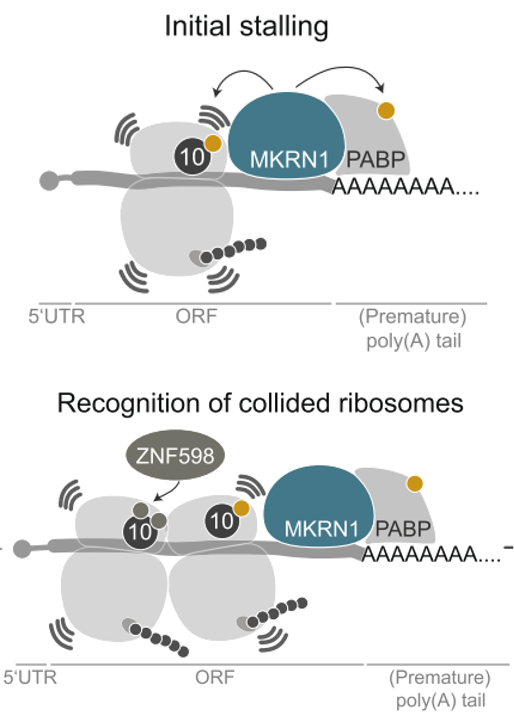 Initial stalling
10
MKRN1
PABP
AAAAAAAA....
5'UTR
ORF
(Premature)
poly(A) tail
Recognition of collided ribosomes
ZNF598
10
10
MKRN1
PABP
AAAAAAAA....
5'UTR
ORF
(Premature)
poly(A) tail